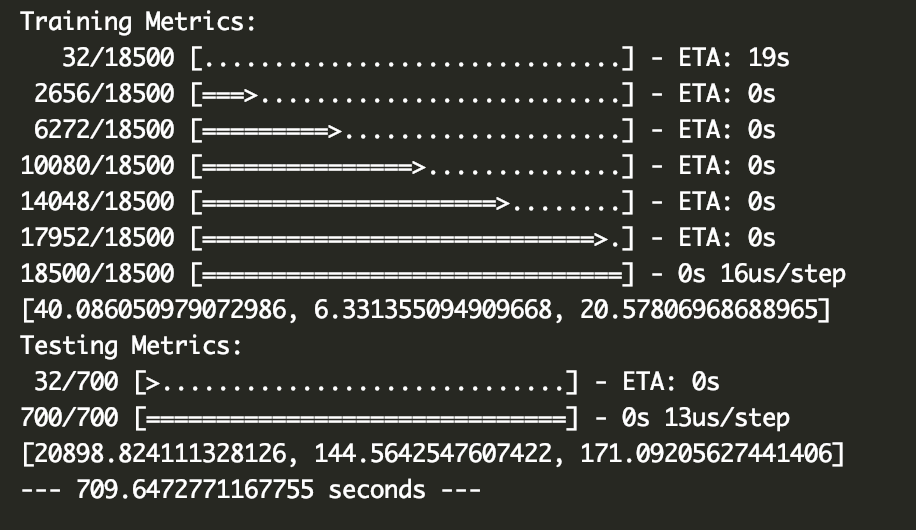 Training Metrics:
32/18500 [..............................] - ETA: 19s
2656/18500 [===>..........................] - ETA: 0s
6272/18500 [=========>....................] - ETA: 0s
10080/18500 [===============>..............] - ETA: 0s
14048/18500 [=====================>........] - ETA: 0s
17952/18500 [============================>.] - ETA: 0s
18500/18500 [==============================] - 0s 16us/step
[40.086050979072986, 6.331355094909668, 20.57806968688965]
Testing Metrics:
32/700 [>.............................] - ETA: 0s
700/700 [==============================] - 0s 13us/step
[20898.824111328126, 144.5642547607422, 171.09205627441406]
--- 709.6472771167755 seconds ---